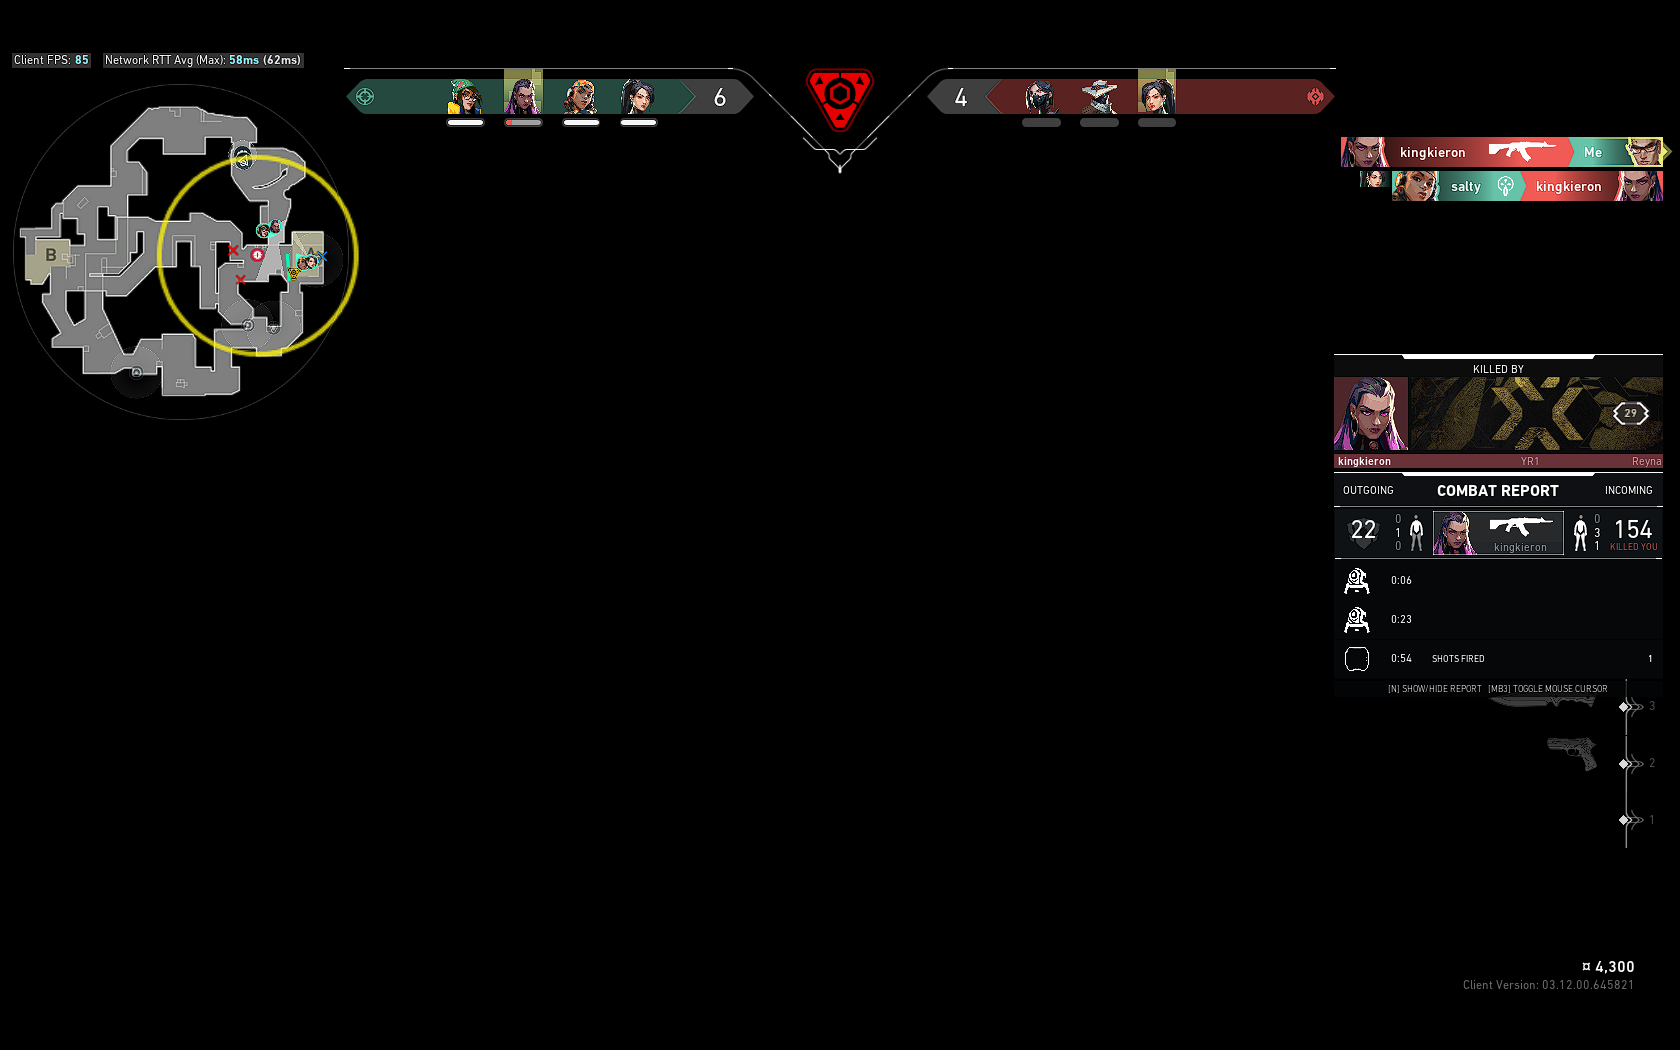 Client FPS: 85 Network RTT Avg (Max): 58ms (62ms)
6
4
kingkieron Me
salty kingkieron
B
A
KILLED BY
29
kingkieron YR1 Reyna
OUTGOING COMBAT REPORT INCOMING
22 0 1 0 kingkieron 0 3 1 154 KILLED YOU
0:06
0:23
0:54 SHOTS FIRED 1
[N] SHOW/HIDE REPORT [MB3] TOGGLE MOUSE CURSOR
3
2
1
¤ 4,300
Client Version: 03.12.00.645821